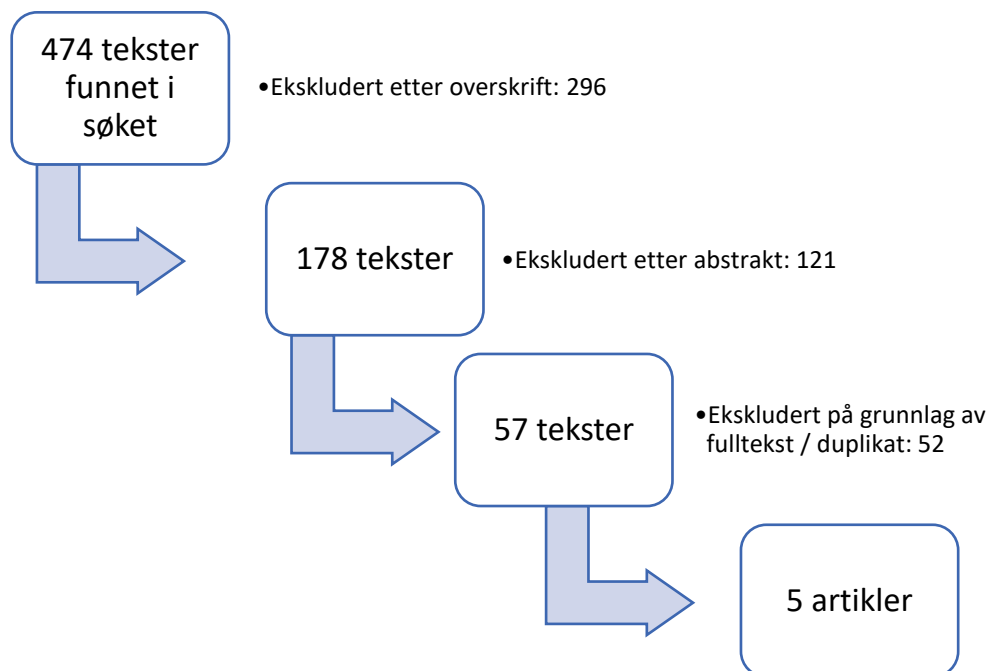 474 tekster
funnet i
søket
•Ekskludert etter overskrift: 296
178 tekster
•Ekskludert etter abstrakt: 121
57 tekster
•Ekskludert på grunnlag av
fulltekst / duplikat: 52
5 artikler